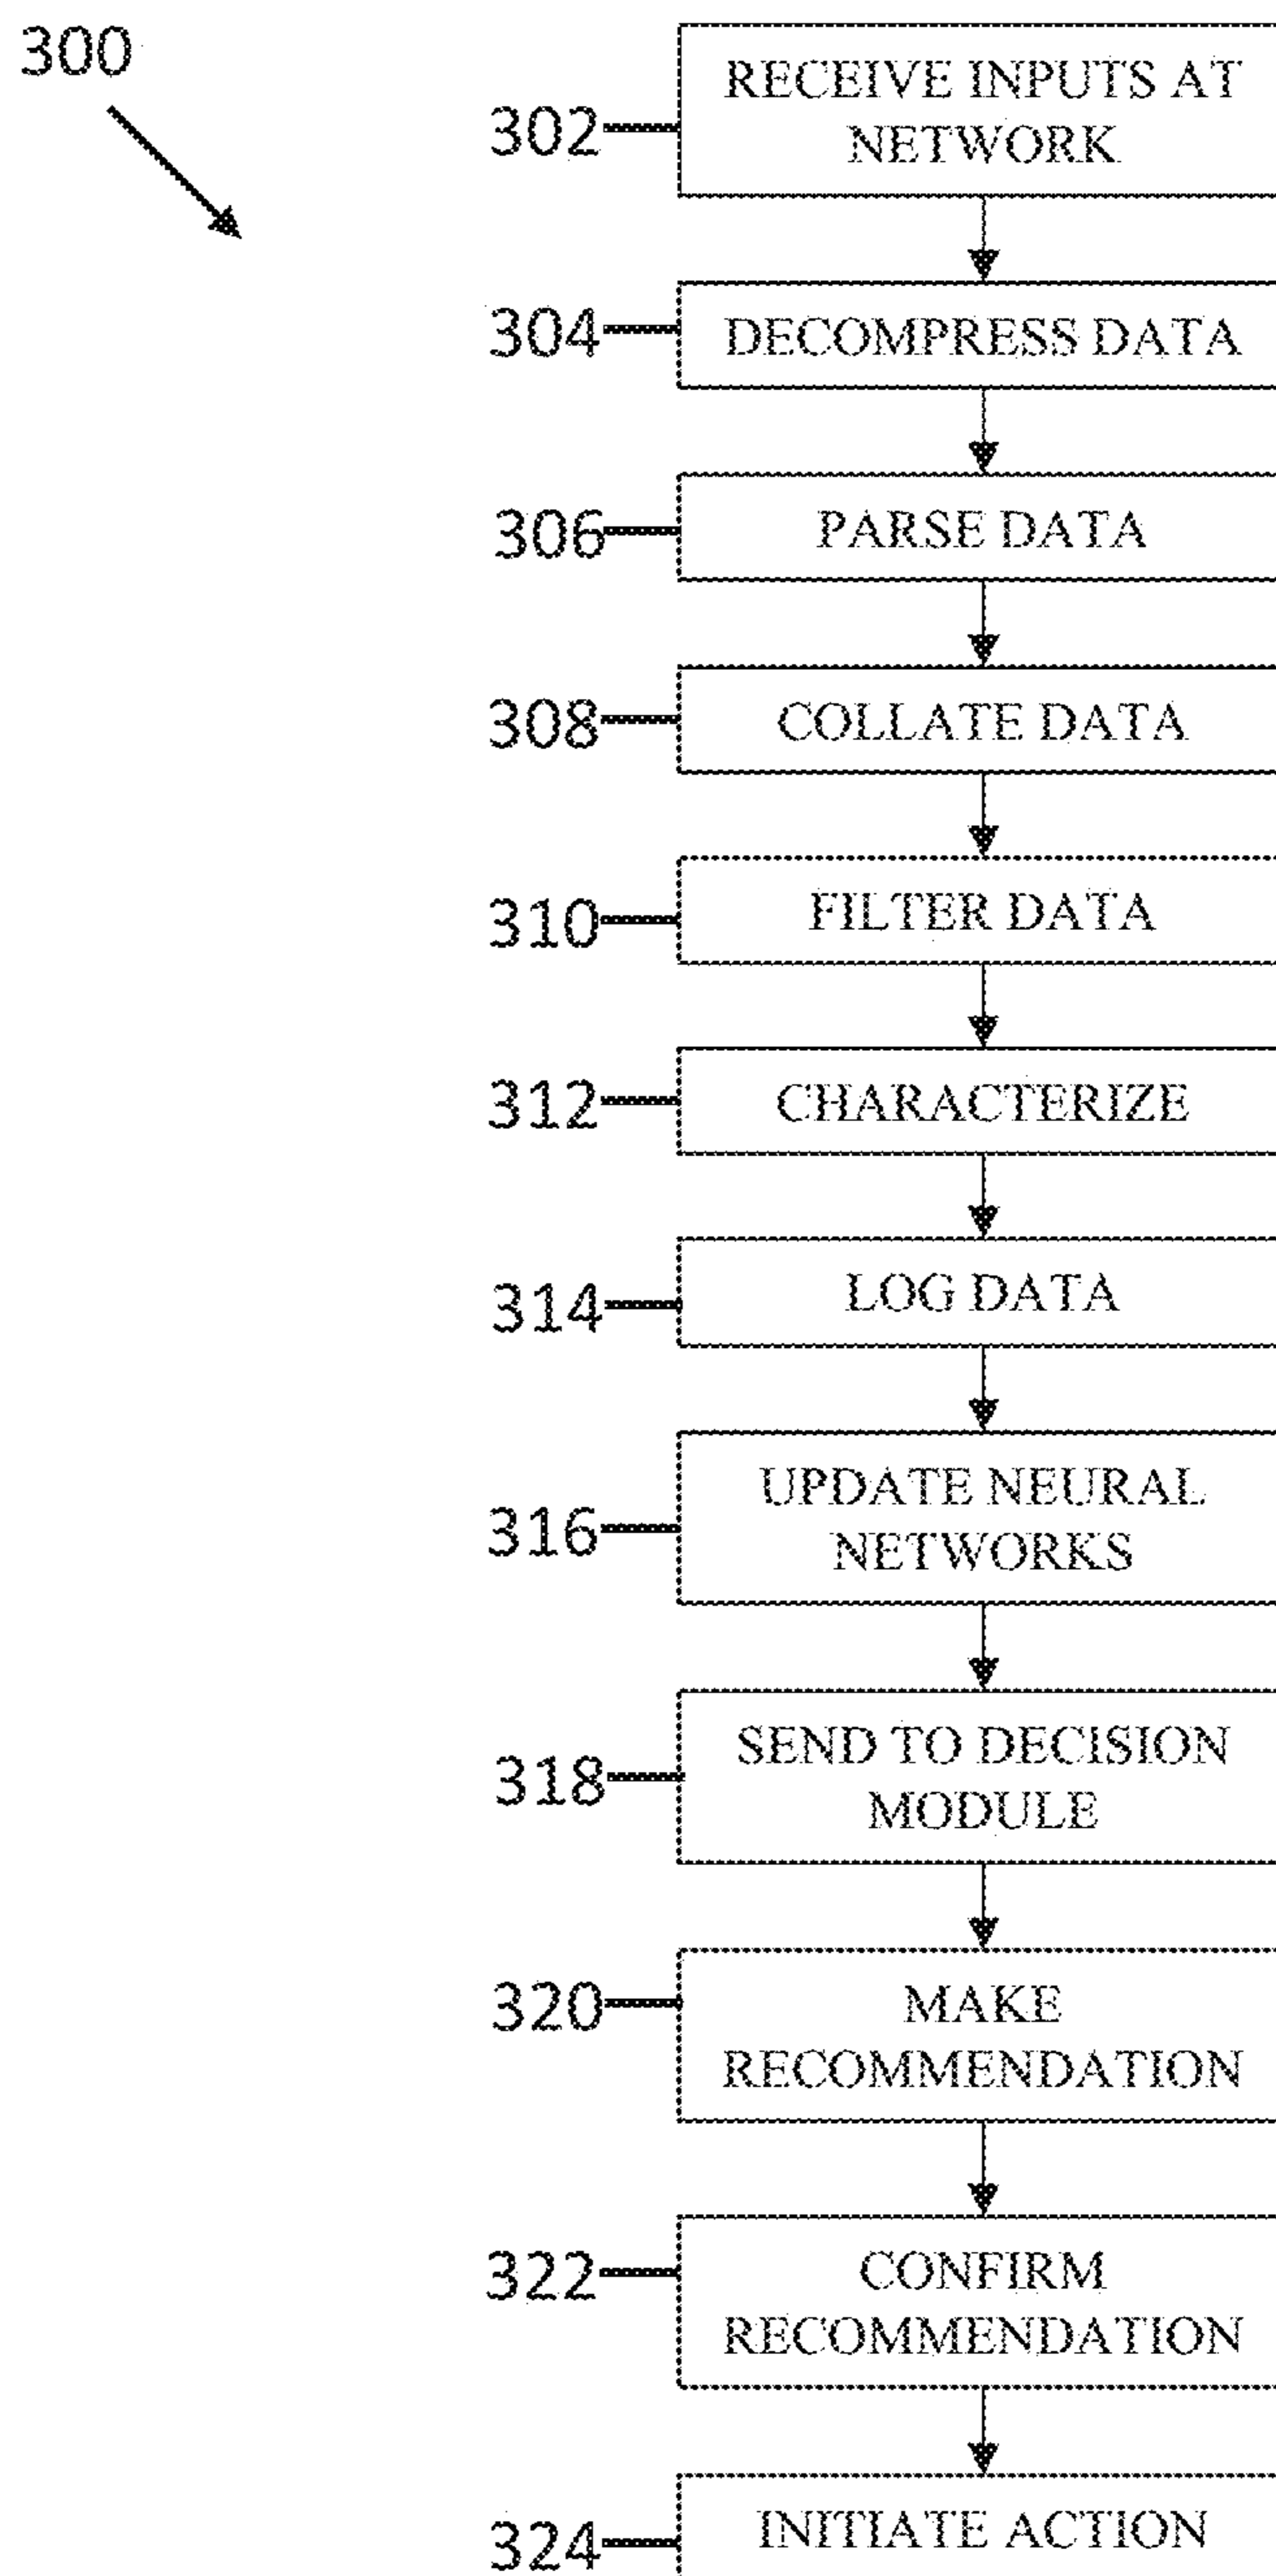 300
302
RECEIVE INPUTS AT
NETWORK
304
DECOMPRESS DATA
306
PARSE DATA
308
COLLATE DATA
310
FILTER DATA
312
CHARACTERIZE
314
LOG DATA
316
UPDATE NEURAL
NETWORKS
318
SEND TO DECISION
MODULE
320
MAKE
RECOMMENDATION
322
CONFIRM
RECOMMENDATION
324
INITIATE ACTION